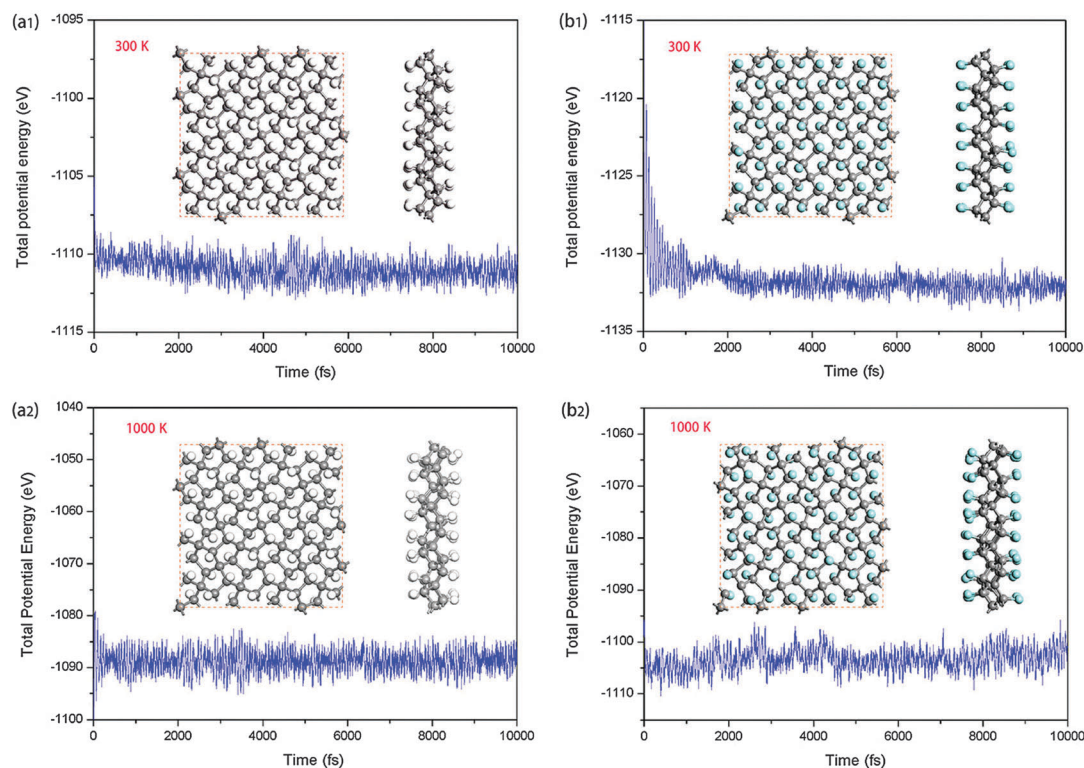 (a1)
300 K
-1095
-1100
-1105
-1110
-1115
Total potential energy (eV)
0
2000
4000
6000
8000
10000
Time (fs)
(b1)
300 K
-1115
-1120
-1125
-1130
-1135
Total potential energy (eV)
0
2000
4000
6000
8000
10000
Time (fs)
(a2)
1000 K
1040
-1050
-1060
-1070
-1080
-1090
-1100
Total Potential Energy (eV)
0
2000
4000
6000
8000
10000
Time (fs)
(b2)
1000 K
-1060
-1070
-1080
-1090
-1100
-1110
Total Potential Energy (eV)
0
2000
4000
6000
8000
10000
Time (fs)